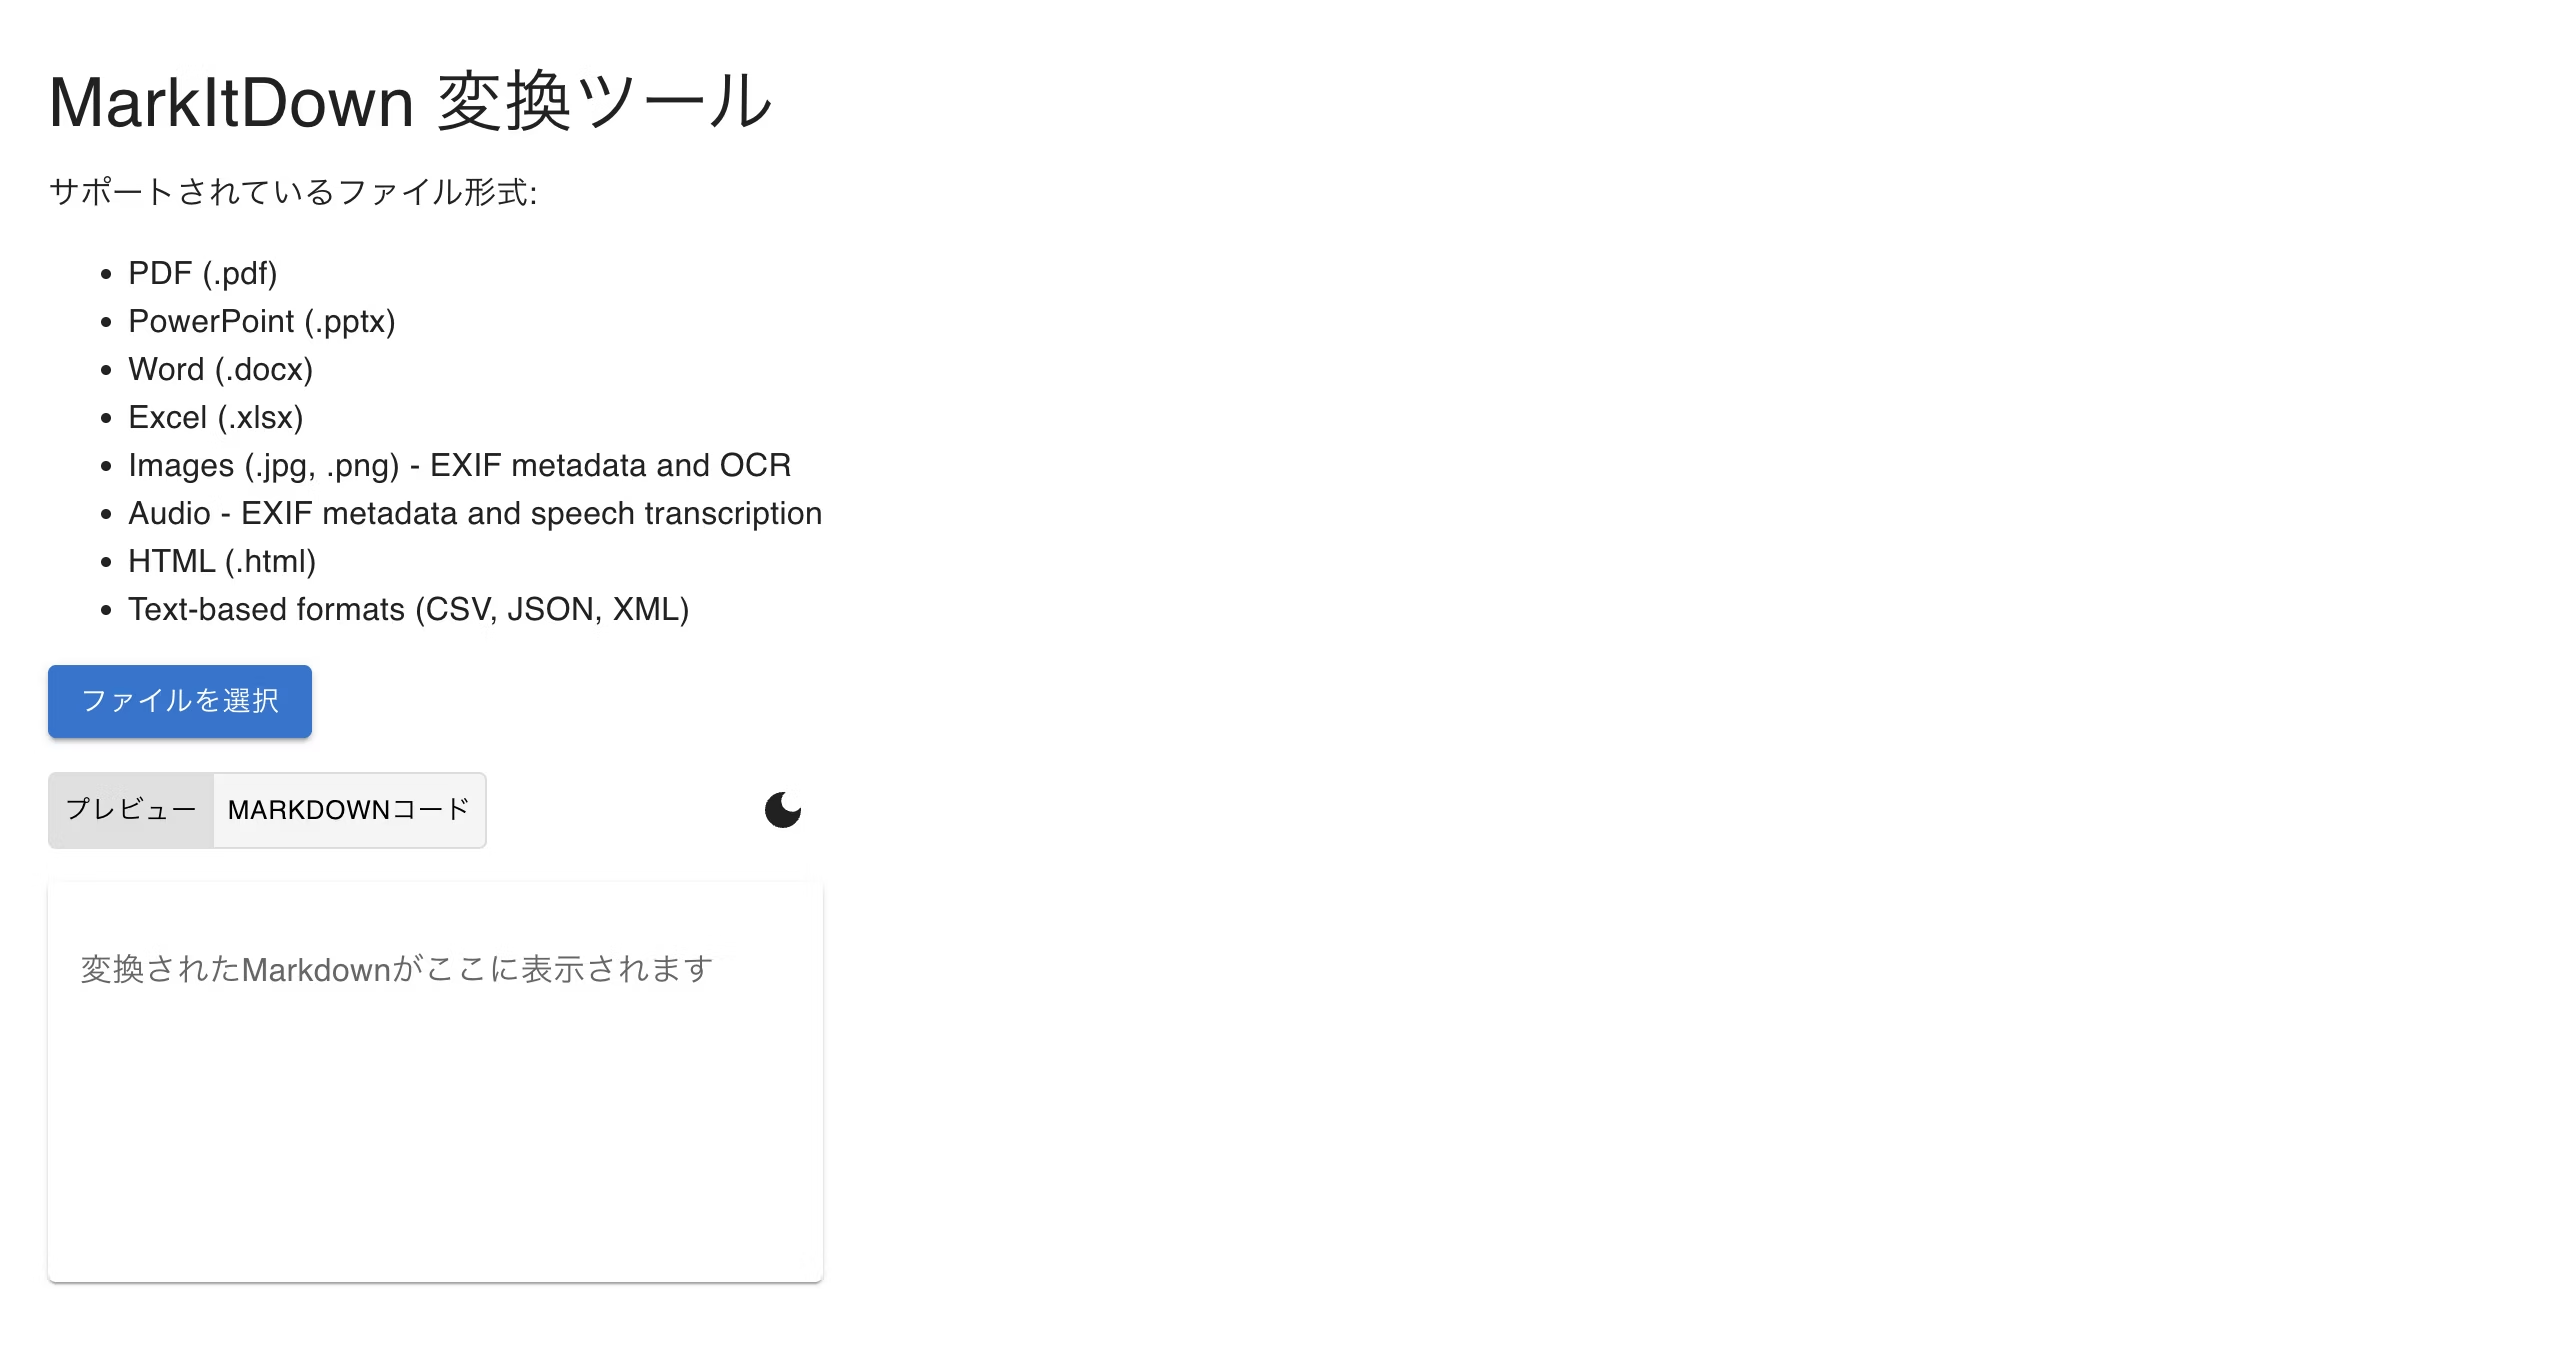 MarkItDown 変換ツール
サポートされているファイル形式:
PDF (.pdf)
PowerPoint (.pptx)
Word (.docx)
Excel (.xlsx)
Images (.jpg, .png) - EXIF metadata and OCR
Audio - EXIF metadata and speech transcription
HTML (.html)
Text-based formats (CSV, JSON, XML)
ファイルを選択
プレビュー MARKDOWNコード
変換されたMarkdownがここに表示されます